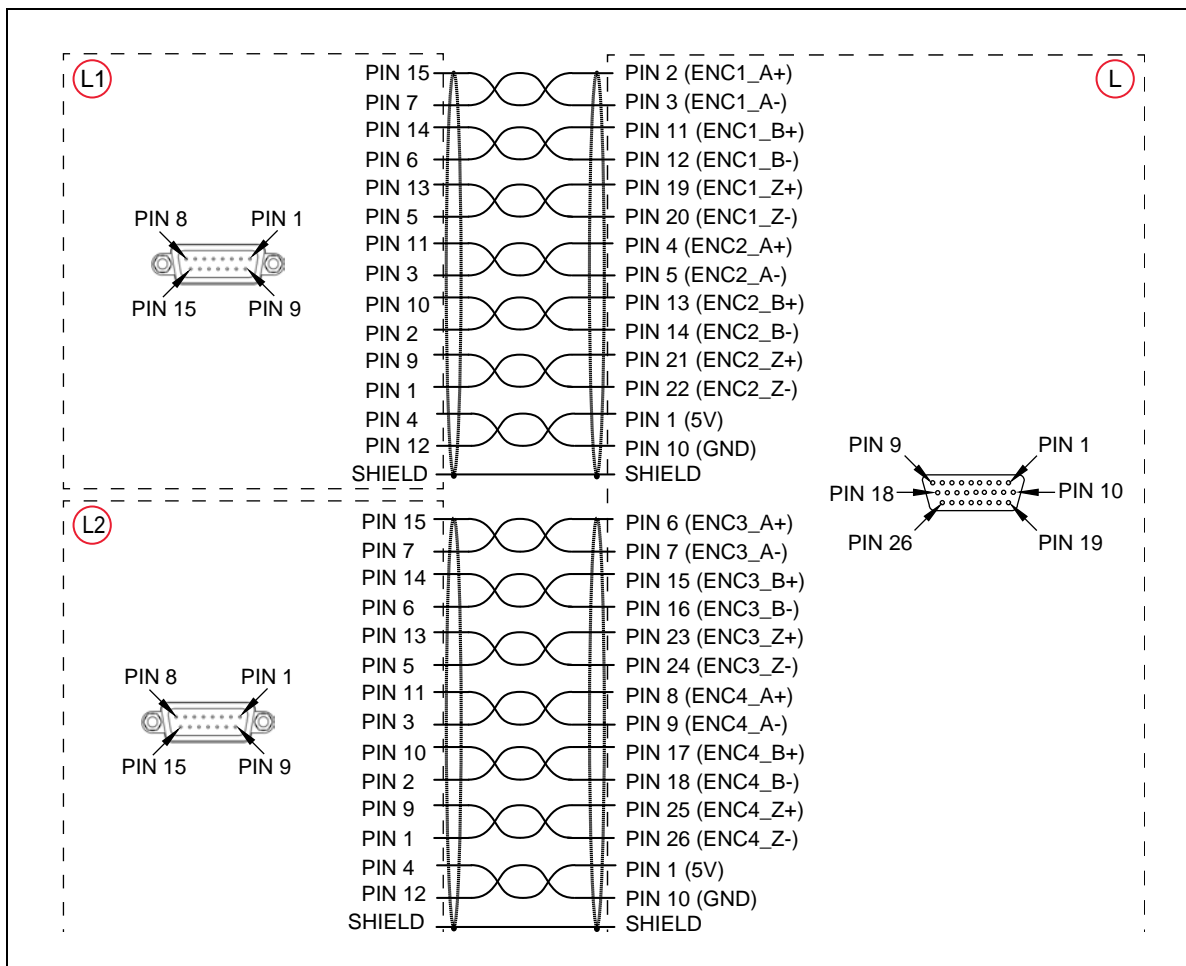 L1
PIN 15
PIN 2 (ENC1_A+)
L
PIN 7
PIN 3 (ENC1_A-)
PIN 14
PIN 11 (ENC1_B+)
PIN 6
PIN 12 (ENC1_B-)
PIN 13
PIN 19 (ENC1_Z+)
PIN 5
PIN 20 (ENC1_Z-)
PIN 11
PIN 4 (ENC2_A+)
PIN 3
PIN 5 (ENC2_A-)
PIN 10
PIN 13 (ENC2_B+)
PIN 2
PIN 14 (ENC2_B-)
PIN 9
PIN 21 (ENC2_Z+)
PIN 1
PIN 22 (ENC2_Z-)
PIN 4
PIN 1 (5V)
PIN 12
PIN 10 (GND)
SHIELD
SHIELD
PIN 8
PIN 1
PIN 15
PIN 9
PIN 9
PIN 1
PIN 18
PIN 10
PIN 26
PIN 19
L2
PIN 15
PIN 6 (ENC3_A+)
PIN 7
PIN 7 (ENC3_A-)
PIN 14
PIN 15 (ENC3_B+)
PIN 6
PIN 16 (ENC3_B-)
PIN 13
PIN 23 (ENC3_Z+)
PIN 5
PIN 24 (ENC3_Z-)
PIN 11
PIN 8 (ENC4_A+)
PIN 3
PIN 9 (ENC4_A-)
PIN 10
PIN 17 (ENC4_B+)
PIN 2
PIN 18 (ENC4_B-)
PIN 9
PIN 25 (ENC4_Z+)
PIN 1
PIN 26 (ENC4_Z-)
PIN 4
PIN 1 (5V)
PIN 12
PIN 10 (GND)
SHIELD
SHIELD
PIN 8
PIN 1
PIN 15
PIN 9